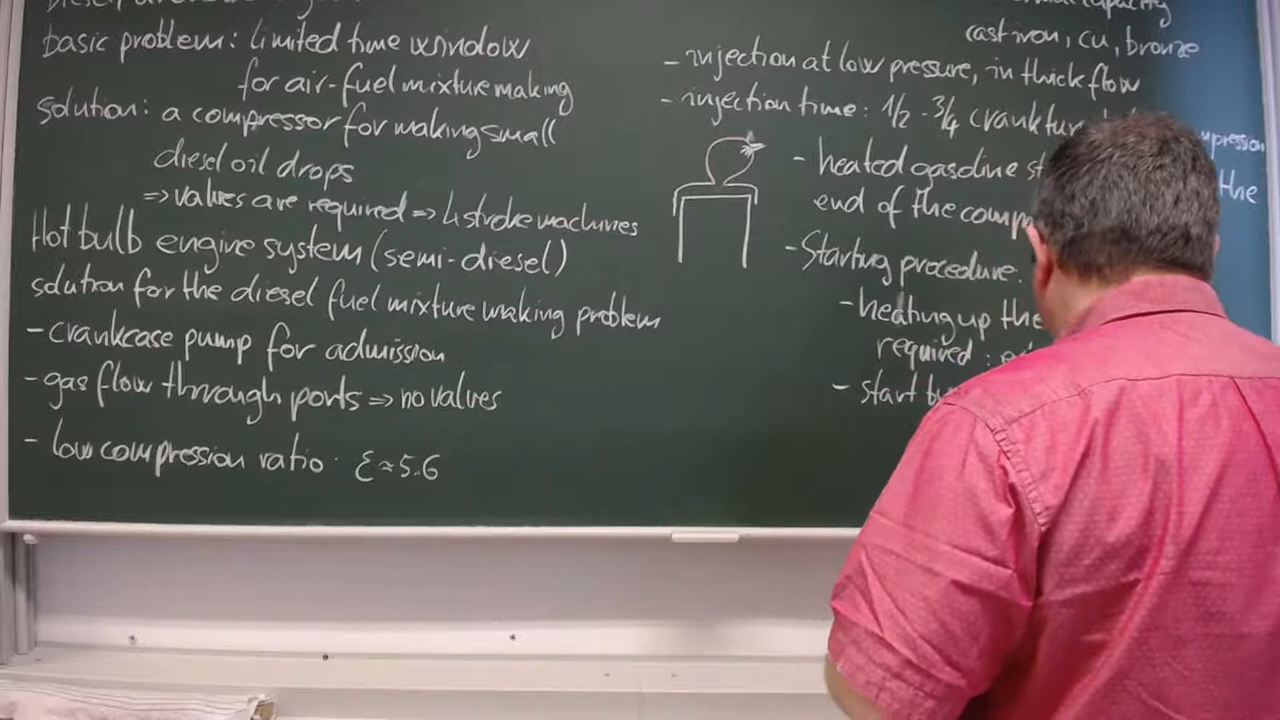 basic problem: limited time window
for air-fuel mixture making
solution: a compressor for making small
diesel oil drops
=> valves are required => 4 stroke machines
Hot bulb engine system (semi-diesel)
solution for the diesel fuel mixture making problem
- crankcase pump for admission
- gas flow through ports => no valves
- low compression ratio: ε≈5..6
cast iron, cu, bronze
- injection at low pressure, in thick flow
- injection time: 1/2 - 3/4 crank
- heated gasoline
end of the
- Starting procedure:
- heating up the
required:
- start
the